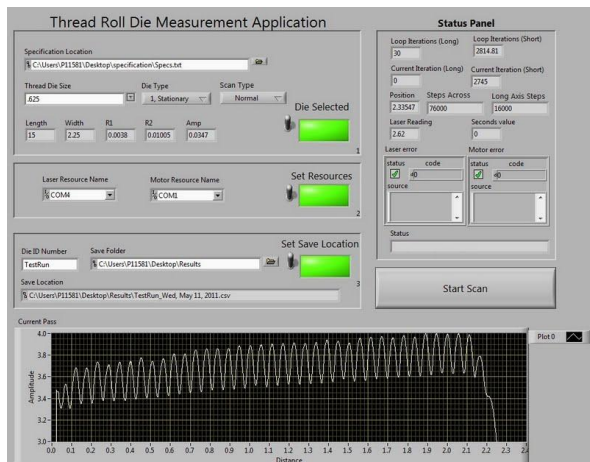 Thread Roll Die Measurement Application
Specification Location
C:\Users\P11581\Desktop\specification\Specs.txt
Thread Die Size
Die Type
Scan Type
.625
1, Stationary
Normal
Die Selected
Length
Width
R1
R2
Amp
15
2.25
0.0038
0.01005
0.0347
1
Laser Resource Name
Motor Resource Name
Set Resources
COM4
COM1
2
Set Save Location
Die ID Number
Save Folder
TestRun
C:\Users\P11581\Desktop\Results
3
Save Location
C:\Users\P11581\Desktop\Results\TestRun_Wed, May 11, 2011.csv
Status Panel
Loop Iterations (Long)
Loop Iterations (Short)
30
2814.81
Current Iteration (Long)
Current Iteration (Short)
0
2745
Position
Steps Across
Long Axis Steps
2.33547
76000
16000
Laser Reading
Seconds value
2.62
0
Laser error
Motor error
status
code
status
code
0
0
source
source
Status
Start Scan
Current Pass
Plot 0
Amplitude
4.0
3.8
3.6
3.4
3.2
3.0
0.0 0.1 0.2 0.3 0.4 0.5 0.6 0.7 0.8 0.9 1.0 1.1 1.2 1.3 1.4 1.5 1.6 1.7 1.8 1.9 2.0 2.1 2.2 2.3 2.4
Distance